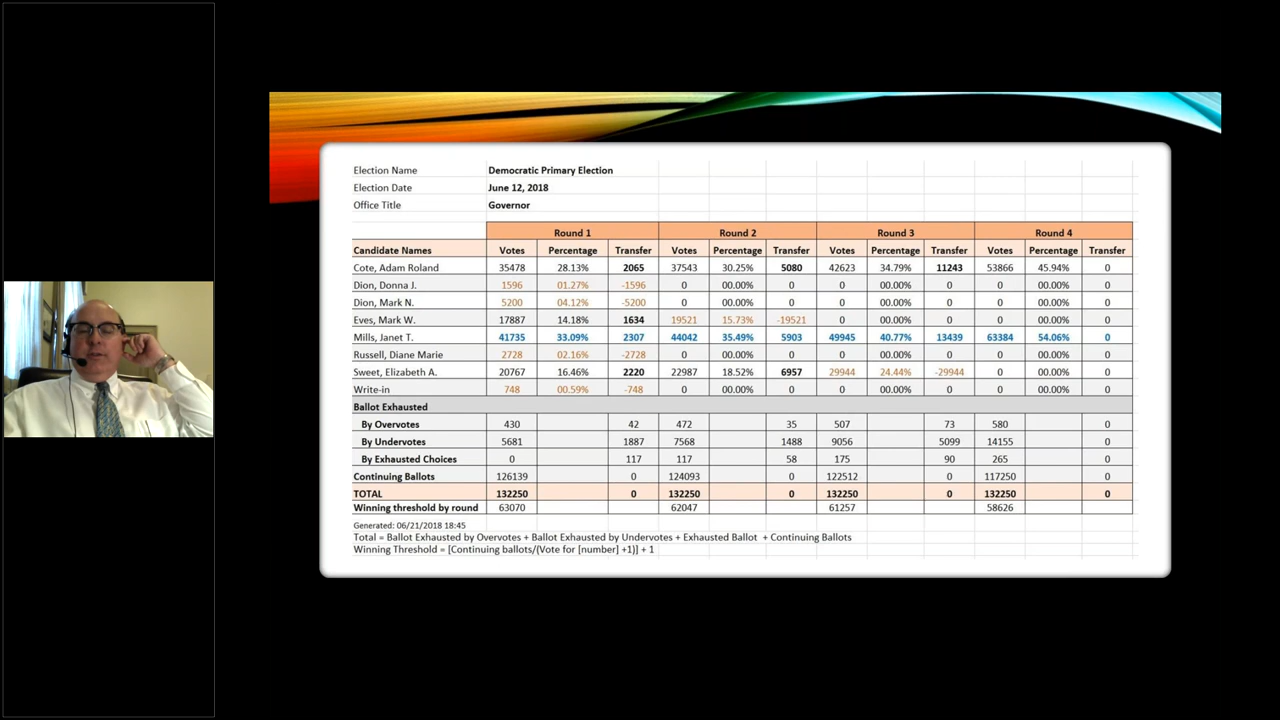 Election Name Democratic Primary Election
Election Date June 12, 2018
Office Title Governor
Round 1 Round 2 Round 3 Round 4
Candidate Names Votes Percentage Transfer Votes Percentage Transfer Votes Percentage Transfer Votes Percentage Transfer
Cote, Adam Roland 35478 28.13% 2065 37543 30.25% 5080 42623 34.79% 11243 53866 45.94% 0
Dion, Donna J. 1596 01.27% -1596 0 00.00% 0 0 00.00% 0 0 00.00% 0
Dion, Mark N. 5200 04.12% -5200 0 00.00% 0 0 00.00% 0 0 00.00% 0
Eves, Mark W. 17887 14.18% 1634 19521 15.73% -19521 0 00.00% 0 0 00.00% 0
Mills, Janet T. 41735 33.09% 2307 44042 35.49% 5903 49945 40.77% 13439 63384 54.06% 0
Russell, Diane Marie 2728 02.16% -2728 0 00.00% 0 0 00.00% 0 0 00.00% 0
Sweet, Elizabeth A. 20767 16.46% 2220 22987 18.52% 6957 29944 24.44% -29944 0 00.00% 0
Write-in 748 00.59% -748 0 00.00% 0 0 00.00% 0 0 00.00% 0
Ballot Exhausted
By Overvotes 430 42 472 35 507 73 580 0
By Undervotes 5681 1887 7568 1488 9056 5099 14155 0
By Exhausted Choices 0 117 117 58 175 90 265 0
Continuing Ballots 126139 0 124093 0 122512 0 117250 0
TOTAL 132250 0 132250 0 132250 0 132250 0
Winning threshold by round 63070 62047 61257 58626
Generated: 06/21/2018 18:45
Total = Ballot Exhausted by Overvotes + Ballot Exhausted by Undervotes + Exhausted Ballot + Continuing Ballots
Winning Threshold = [Continuing ballots/(Vote for [number] +1)] + 1